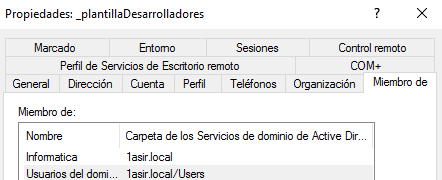 Propiedades: _plantillaDesarrolladores ? ×
Marcado Entorno Sesiones Control remoto
Perfil de Servicios de Escritorio remoto COM+
General Dirección Cuenta Perfil Teléfonos Organización Miembro de
Miembro de:
Nombre Carpeta de los Servicios de dominio de Active Dir...
Informatica 1asir.local
Usuarios del domi... 1asir.local/Users